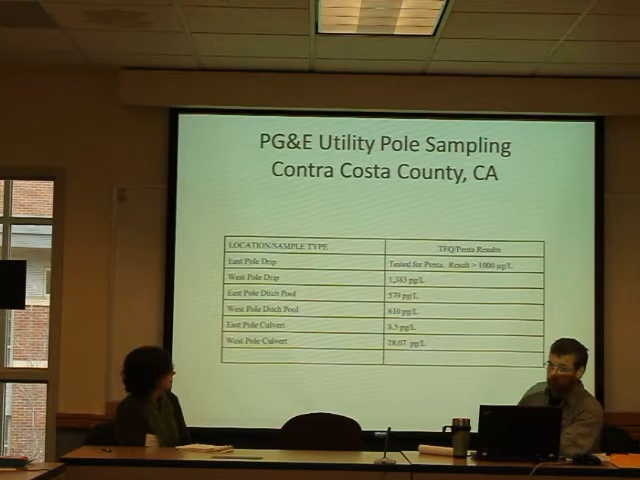 PG&E Utility Pole Sampling
Contra Costa County, CA
LOCATION/SAMPLE TYPE TEQ/Penta Results
East Pole Drip Tested for Penta. Result > 1000 µg/L
West Pole Drip 1,383 pg/L
East Pole Ditch Pool 579 pg/L
West Pole Ditch Pool 610 pg/L
East Pole Culvert 8.5 pg/L
West Pole Culvert 28.07 pg/L